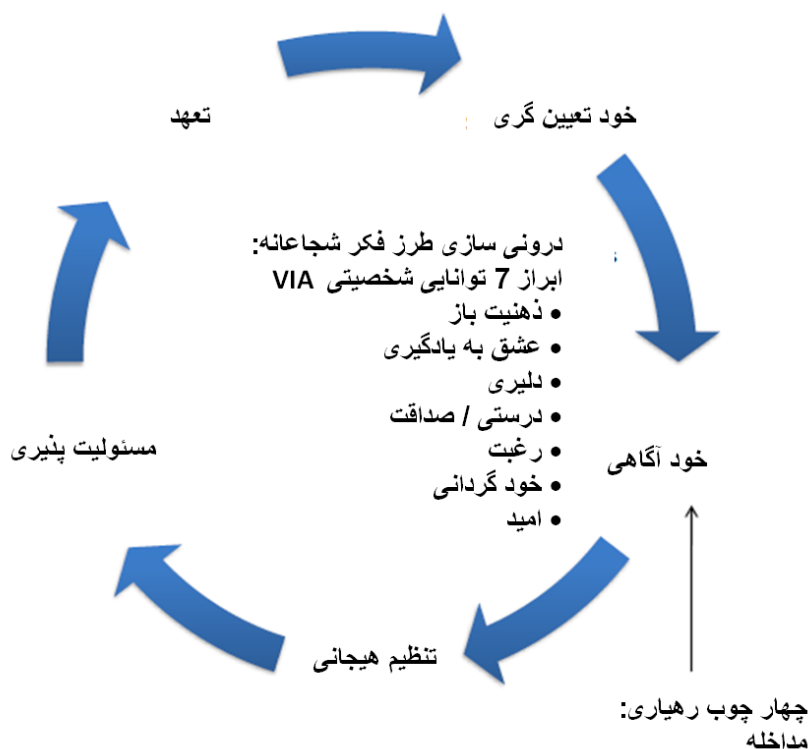 تعهد
خود تعیین گری
درونی سازی طرز فکر شجاعانه:
ابراز 7 توانایی شخصیتی VIA
• ذهنیت باز
• عشق به یادگیری
• دلیری
• درستی / صداقت
• رغبت
• خود گردانی
• امید
خود آگاهی
مسئولیت پذیری
تنظیم هیجانی
چهار چوب رهیاری:
مداخله